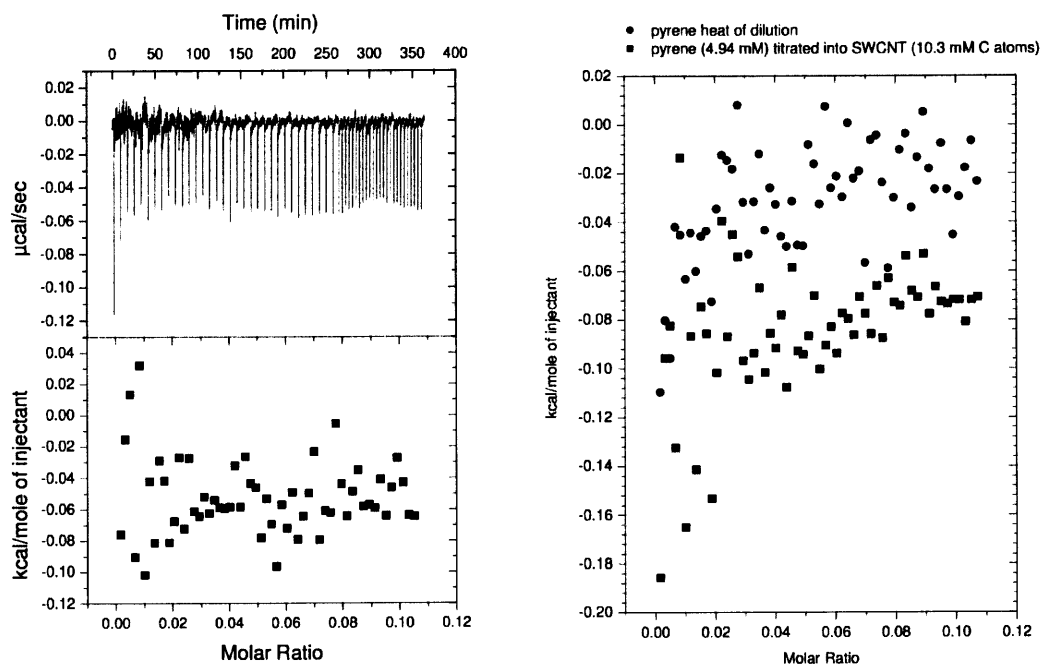 Time (min)
0 50 100 150 200 250 300 350 400
0.00
-0.02
-0.04
-0.06
-0.08
-0.10
-0.12
µcal/sec
0.04
0.02
0.00
-0.04
-0.06
-0.08
-0.10
-0.12
kcal/mole of injectant
0.00 0.02 0.04 0.06 0.08 0.10 0.12
Molar Ratio
pyrene heat of dilution
pyrene (4.94 mM) titrated into SWCNT (10.3 mM C atoms)
0.02
0.00
-0.02
-0.04
-0.06
-0.08
-0.10
-0.12
-0.14
-0.16
-0.18
-0.20
kcal/mole of injectant
0.00 0.02 0.04 0.06 0.08 0.10 0.12
Molar Ratio